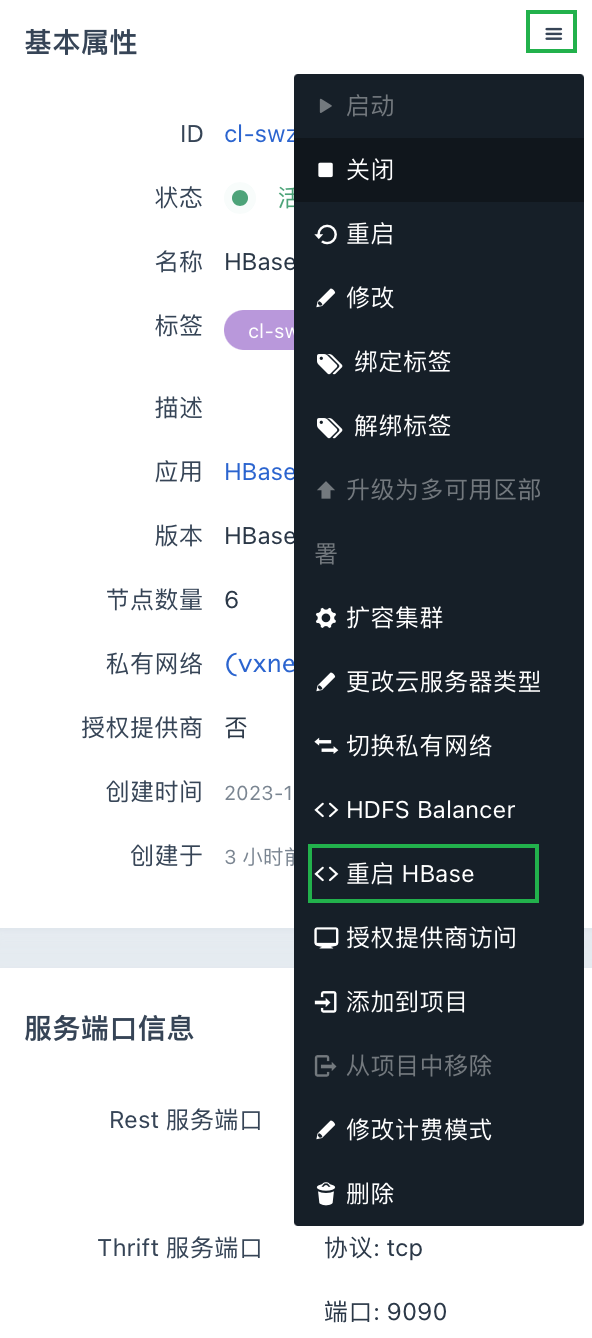 基本属性
ID cl-swz
状态
名称 HBase
标签 cl-sw
描述
应用 HBase
版本 HBase
节点数量 6
私有网络 (vxne
授权提供商 否
创建时间 2023-1
创建于 3 小时前
启动
关闭
重启
修改
绑定标签
解绑标签
升级为多可用区部
署
扩容集群
更改云服务器类型
切换私有网络
HDFS Balancer
重启 HBase
授权提供商访问
添加到项目
从项目中移除
修改计费模式
删除
服务端口信息
Rest 服务端口
Thrift 服务端口 协议: tcp
端口: 9090